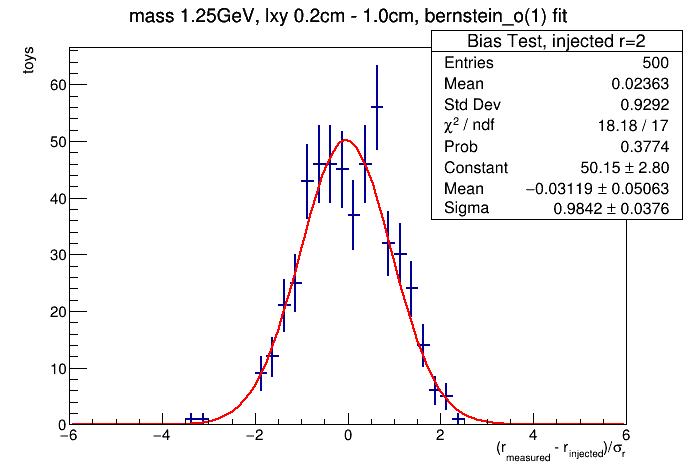 mass 1.25GeV, lxy 0.2cm - 1.0cm, bernstein_o(1) fit
Bias Test, injected r=2
Entries 500
Mean 0.02363
Std Dev 0.9292
χ² / ndf 18.18 / 17
Prob 0.3774
Constant 50.15 ± 2.80
Mean −0.03119 ± 0.05063
Sigma 0.9842 ± 0.0376
toys
60
50
40
30
20
10
0
−6 −4 −2 0 2 4 6
(r_measured - r_injected)/σ_r